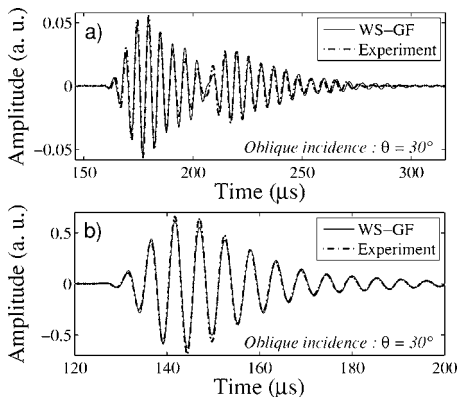 a)
WS-GF
Experiment
Amplitude (a. u.)
0.05
0
-0.05
Oblique incidence : θ = 30°
150
200
250
300
Time (μs)
b)
WS-GF
Experiment
Amplitude (a. u.)
0.5
0
-0.5
Oblique incidence : θ = 30°
120
140
160
180
200
Time (μs)